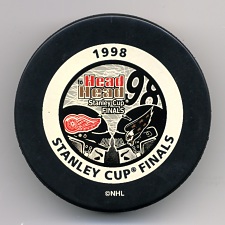 1998
Head
to
Head
98
Stanley Cup
FINALS
STANLEY CUP® FINALS
©NHL